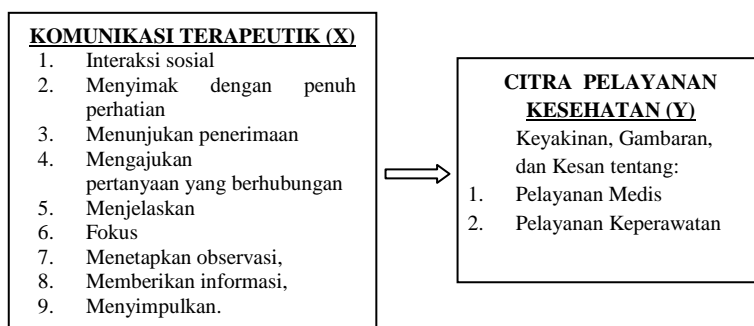 KOMUNIKASI TERAPEUTIK (X)
1. Interaksi sosial
2. Menyimak dengan penuh
perhatian
3. Menunjukan penerimaan
4. Mengajukan
pertanyaan yang berhubungan
5. Menjelaskan
6. Fokus
7. Menetapkan observasi,
8. Memberikan informasi,
9. Menyimpulkan.
CITRA PELAYANAN
KESEHATAN (Y)
Keyakinan, Gambaran,
dan Kesan tentang:
1. Pelayanan Medis
2. Pelayanan Keperawatan